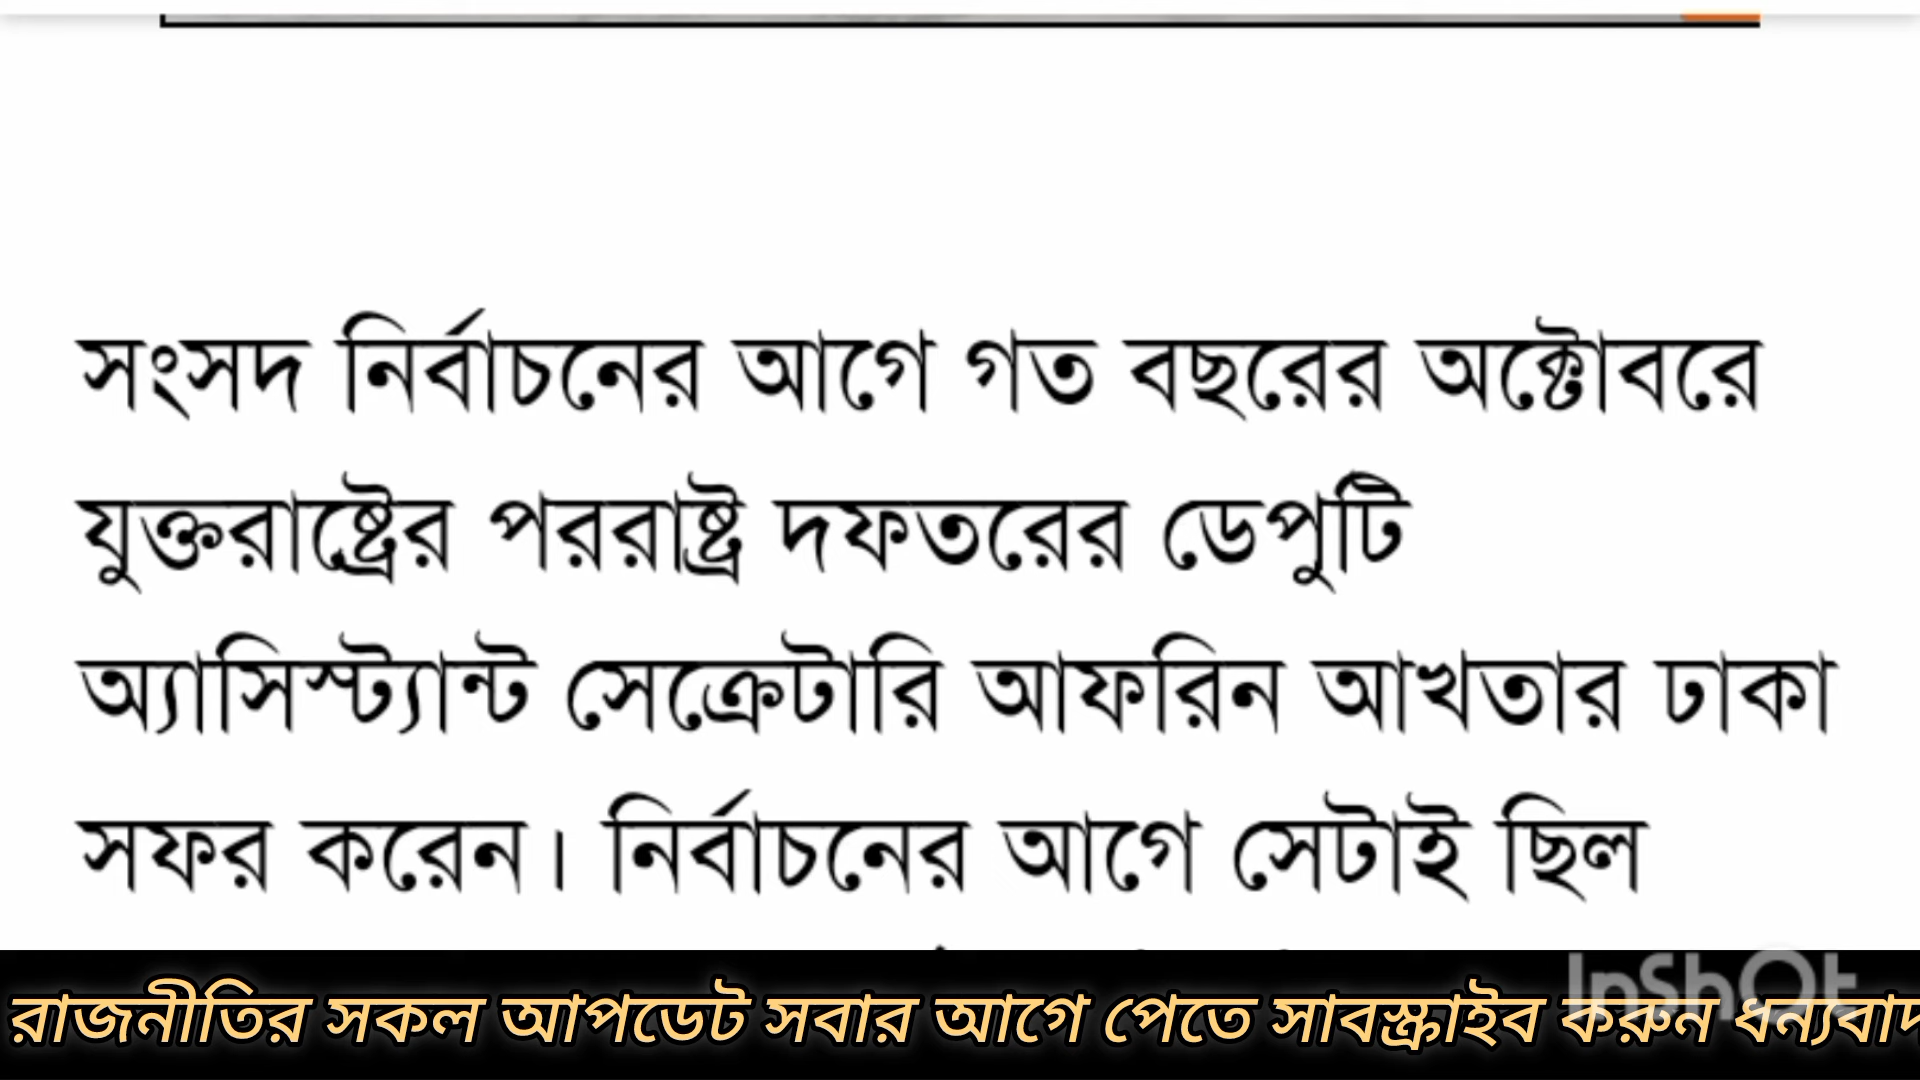 সংসদ নির্বাচনের আগে গত বছরের অক্টোবরে
যুক্তরাষ্ট্রের পররাষ্ট্র দফতরের ডেপুটি
অ্যাসিস্ট্যান্ট সেক্রেটারি আফরিন আখতার ঢাকা
সফর করেন। নির্বাচনের আগে সেটাই ছিল
InShOt
রাজনীতির সকল আপডেট সবার আগে পেতে সাবস্ক্রাইব করুন ধন্যবাদ